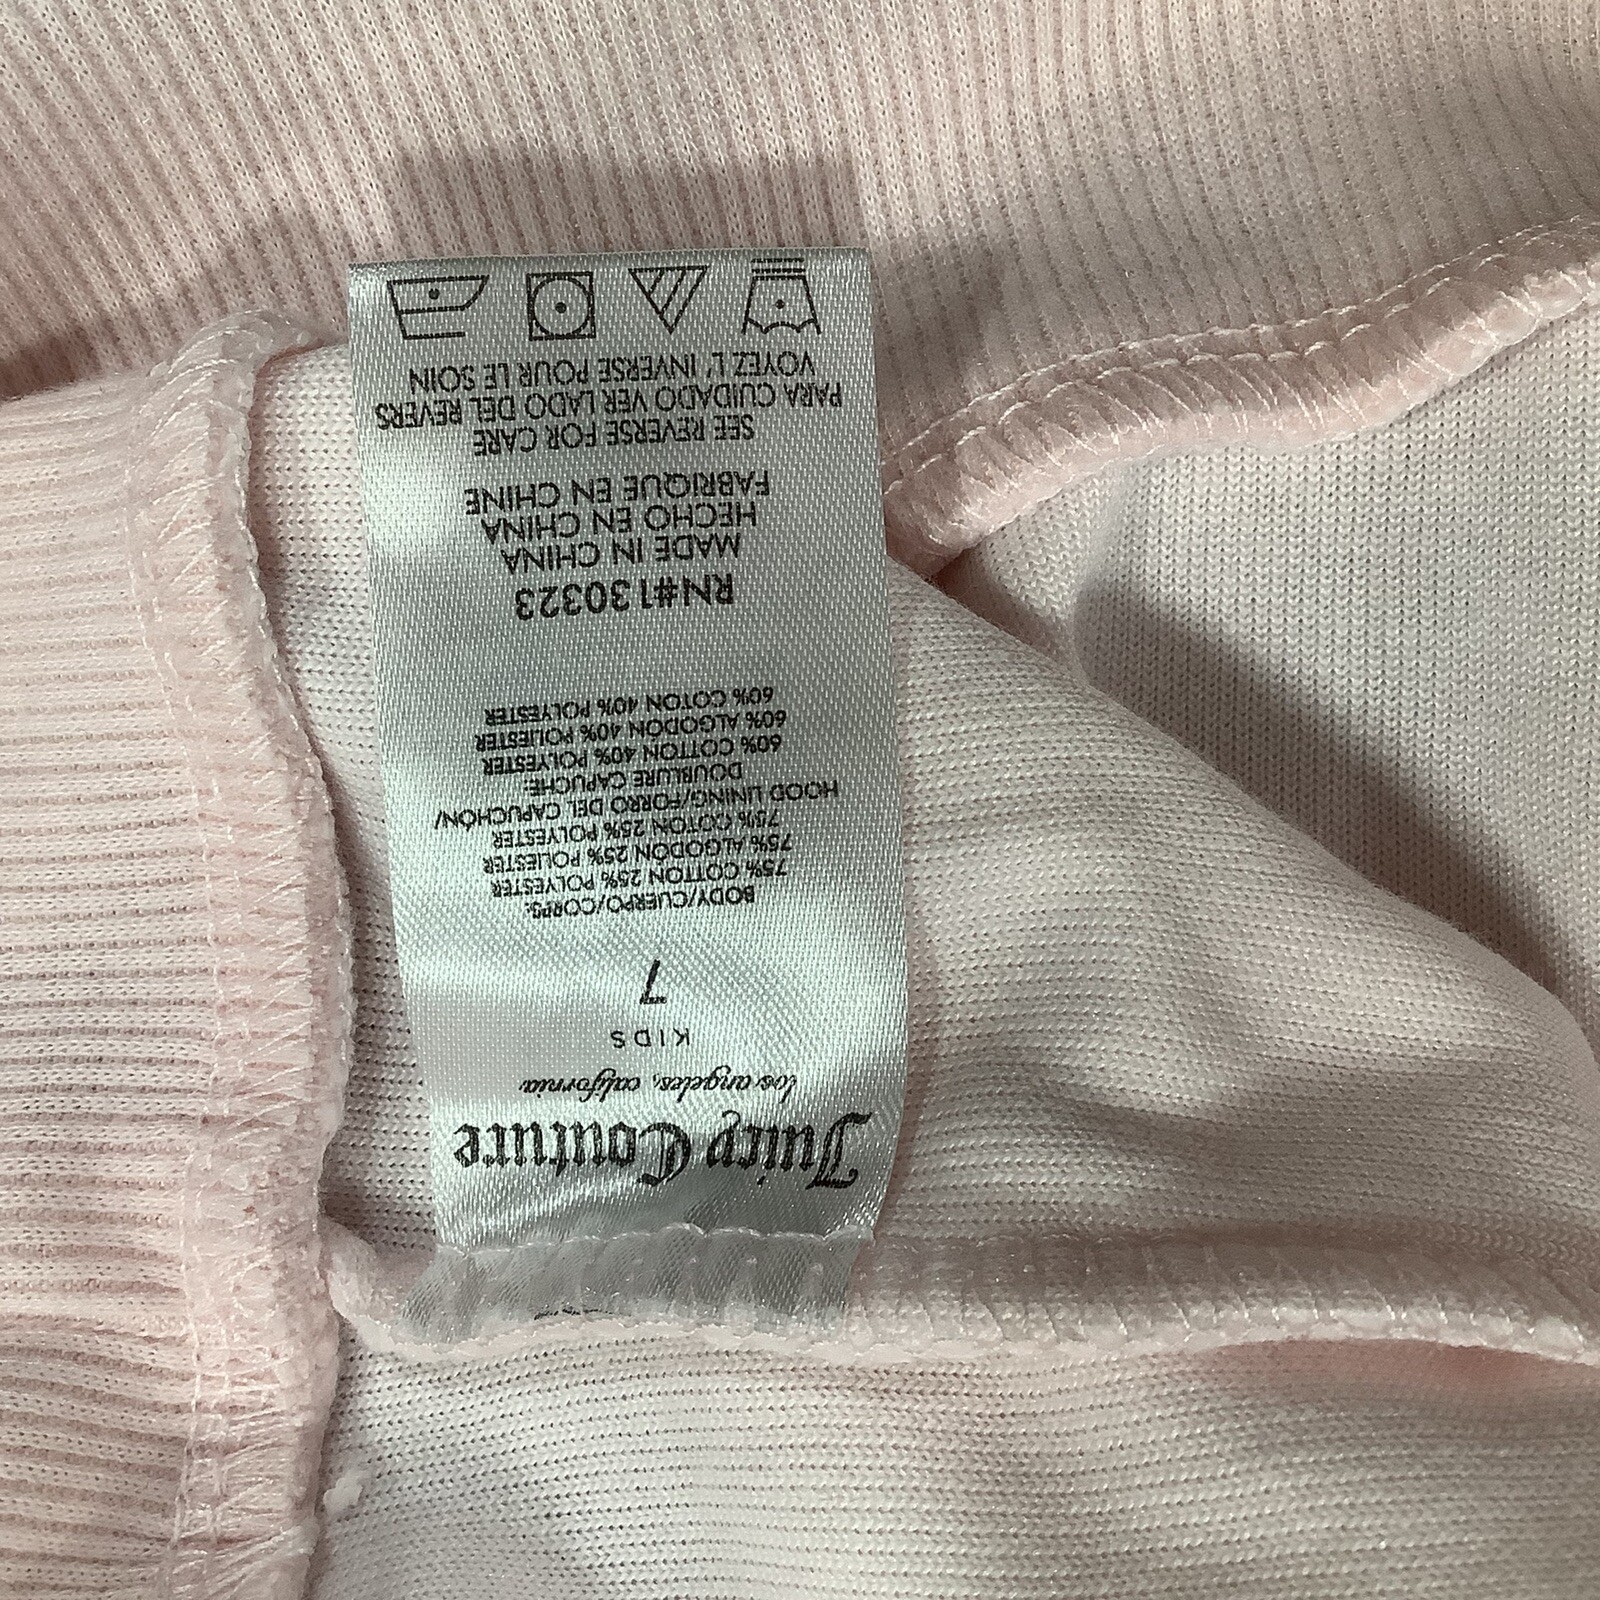 Juicy Couture
los angeles, california
KIDS
7
BODY/CUERPO/CORPS:
75% COTTON 25% POLYESTER
75% ALGODÓN 25% POLIESTER
75% COTON 25% POLYESTER
HOOD LINING/FORRO DEL CAPUCHÓN/
DOUBLURE CAPUCHE:
60% COTTON 40% POLYESTER
60% ALGODÓN 40% POLIESTER
60% COTON 40% POLYESTER
RN#130323
MADE IN CHINA
HECHO EN CHINA
FABRIQUE EN CHINE
SEE REVERSE FOR CARE
PARA CUIDADO VER LADO DEL REVERS
VOYEZ L' INVERSE POUR LE SOIN